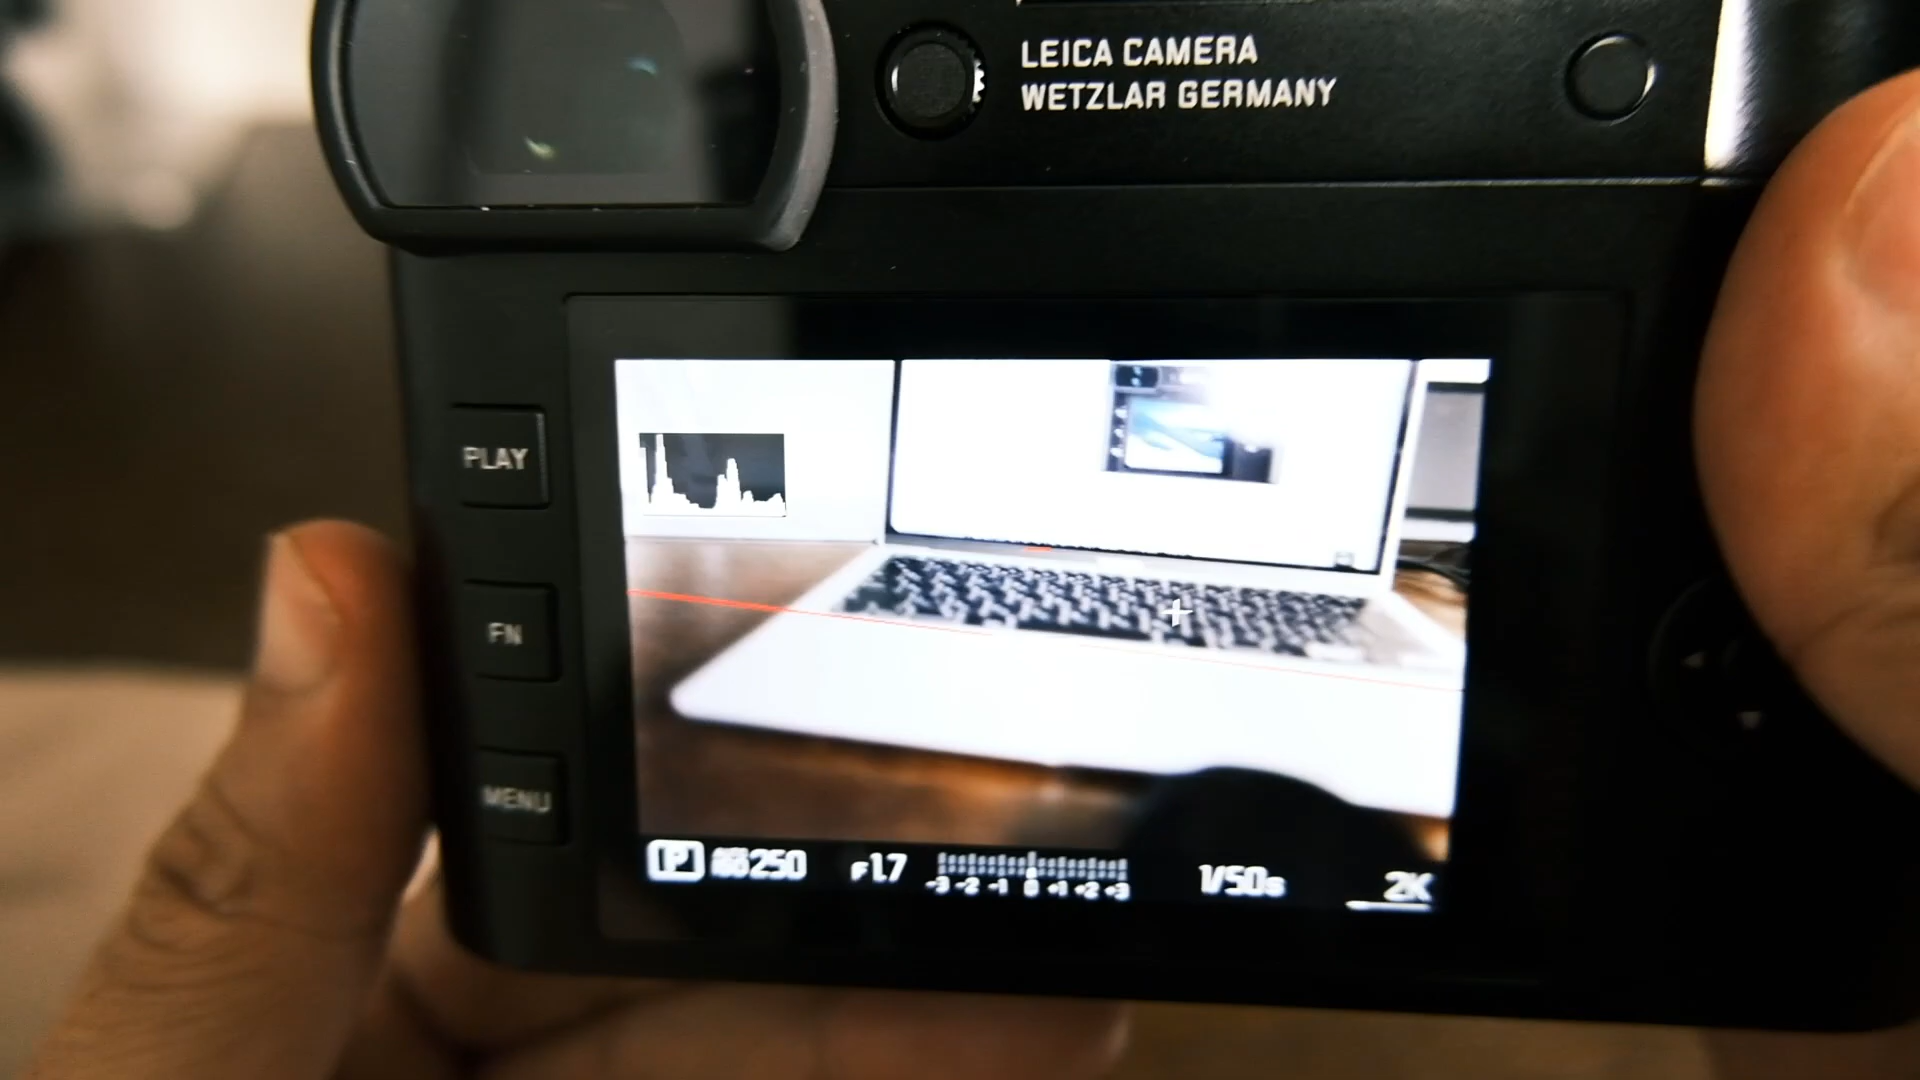 LEICA CAMERA
WETZLAR GERMANY
PLAY
FN
MENU
P ISO250 F1.7 -3 -2 -1 0 +1 +2 +3 1/50s 2K